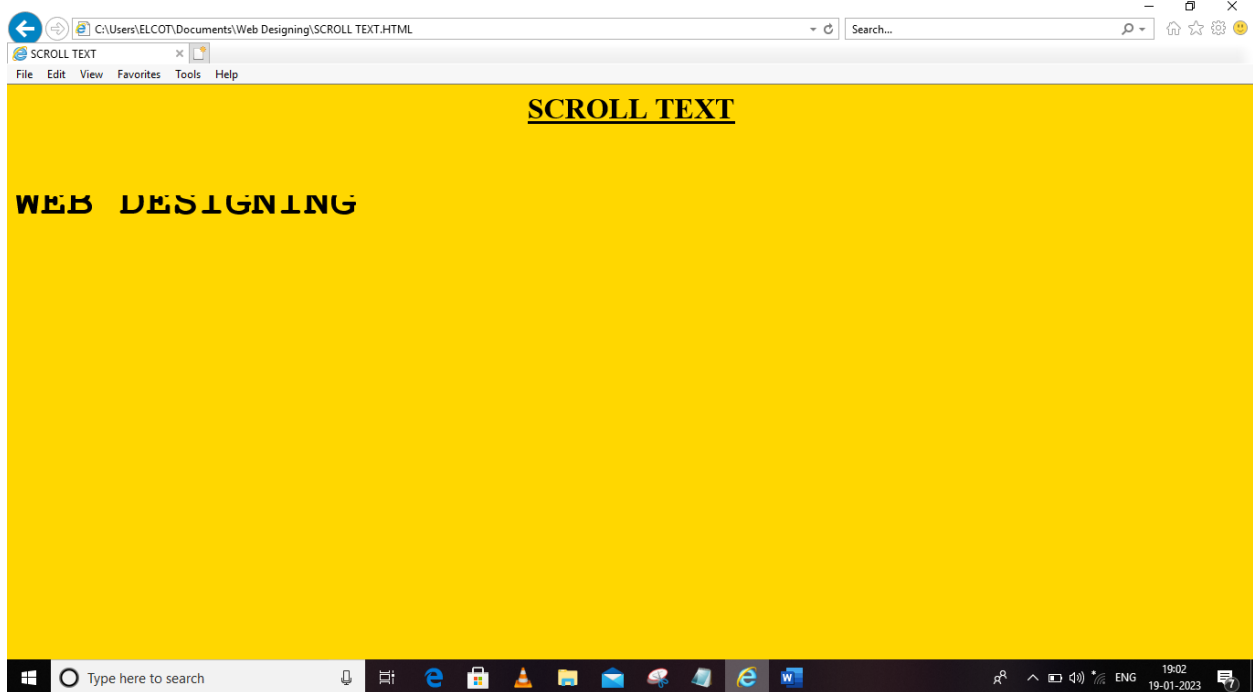 C:\Users\ELCOT\Documents\Web Designing\SCROLL TEXT.HTML
Search...
SCROLL TEXT
File Edit View Favorites Tools Help
SCROLL TEXT
WEB DESIGNING
Type here to search
W
ENG
19:02
19-01-2023
7